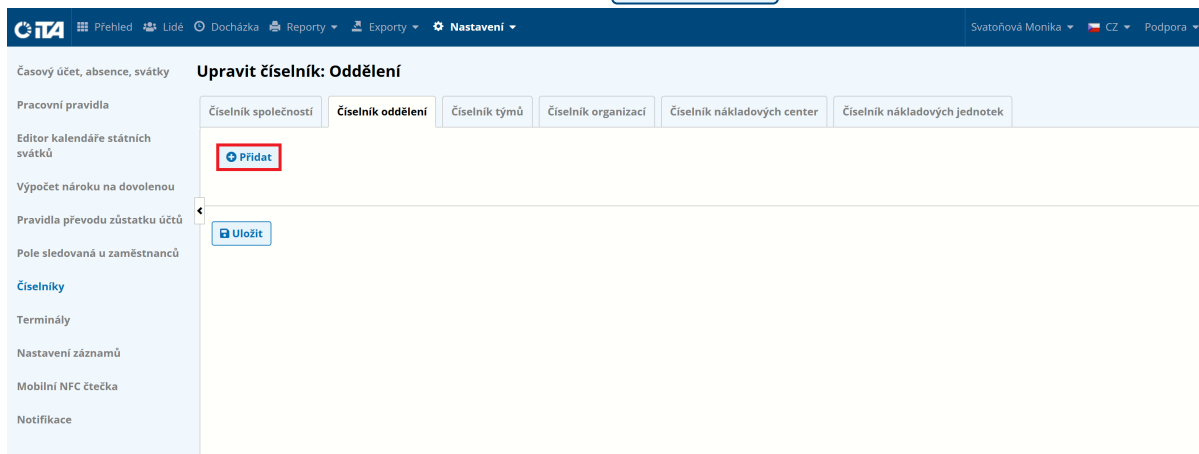 ITA Přehled Lidé Docházka Reporty Exporty Nastavení Svatoňová Monika CZ Podpora
Časový účet, absence, svátky
Pracovní pravidla
Editor kalendáře státních
svátků
Výpočet nároku na dovolenou
Pravidla převodu zůstatku účtů
Pole sledovaná u zaměstnanců
Číselníky
Terminály
Nastavení záznamů
Mobilní NFC čtečka
Notifikace
Upravit číselník: Oddělení
Číselník společností Číselník oddělení Číselník týmů Číselník organizací Číselník nákladových center Číselník nákladových jednotek
Přidat
Uložit